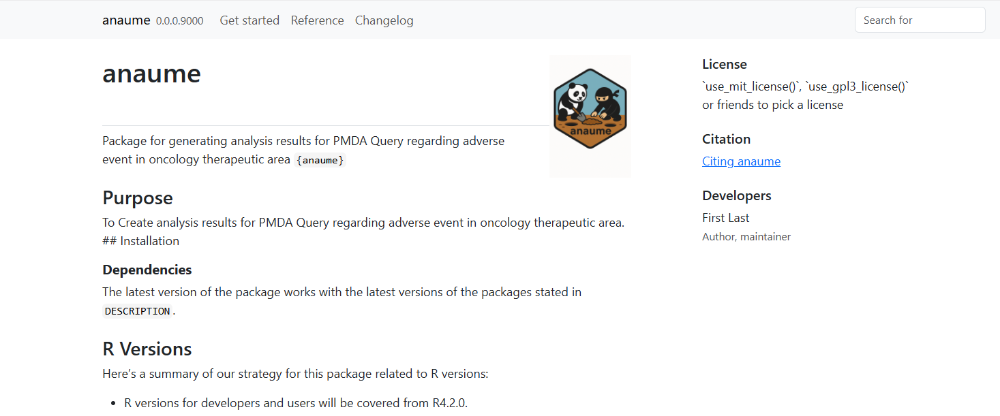 anaume 0.0.0.9000 Get started Reference Changelog Search for
anaume
anaume
Package for generating analysis results for PMDA Query regarding adverse
event in oncology therapeutic area {anaume}
Purpose
To Create analysis results for PMDA Query regarding adverse event in oncology therapeutic area.
## Installation
Dependencies
The latest version of the package works with the latest versions of the packages stated in
DESCRIPTION.
R Versions
Here’s a summary of our strategy for this package related to R versions:
• R versions for developers and users will be covered from R4.2.0.
License
`use_mit_license()`, `use_gpl3_license()`
or friends to pick a license
Citation
Citing anaume
Developers
First Last
Author, maintainer